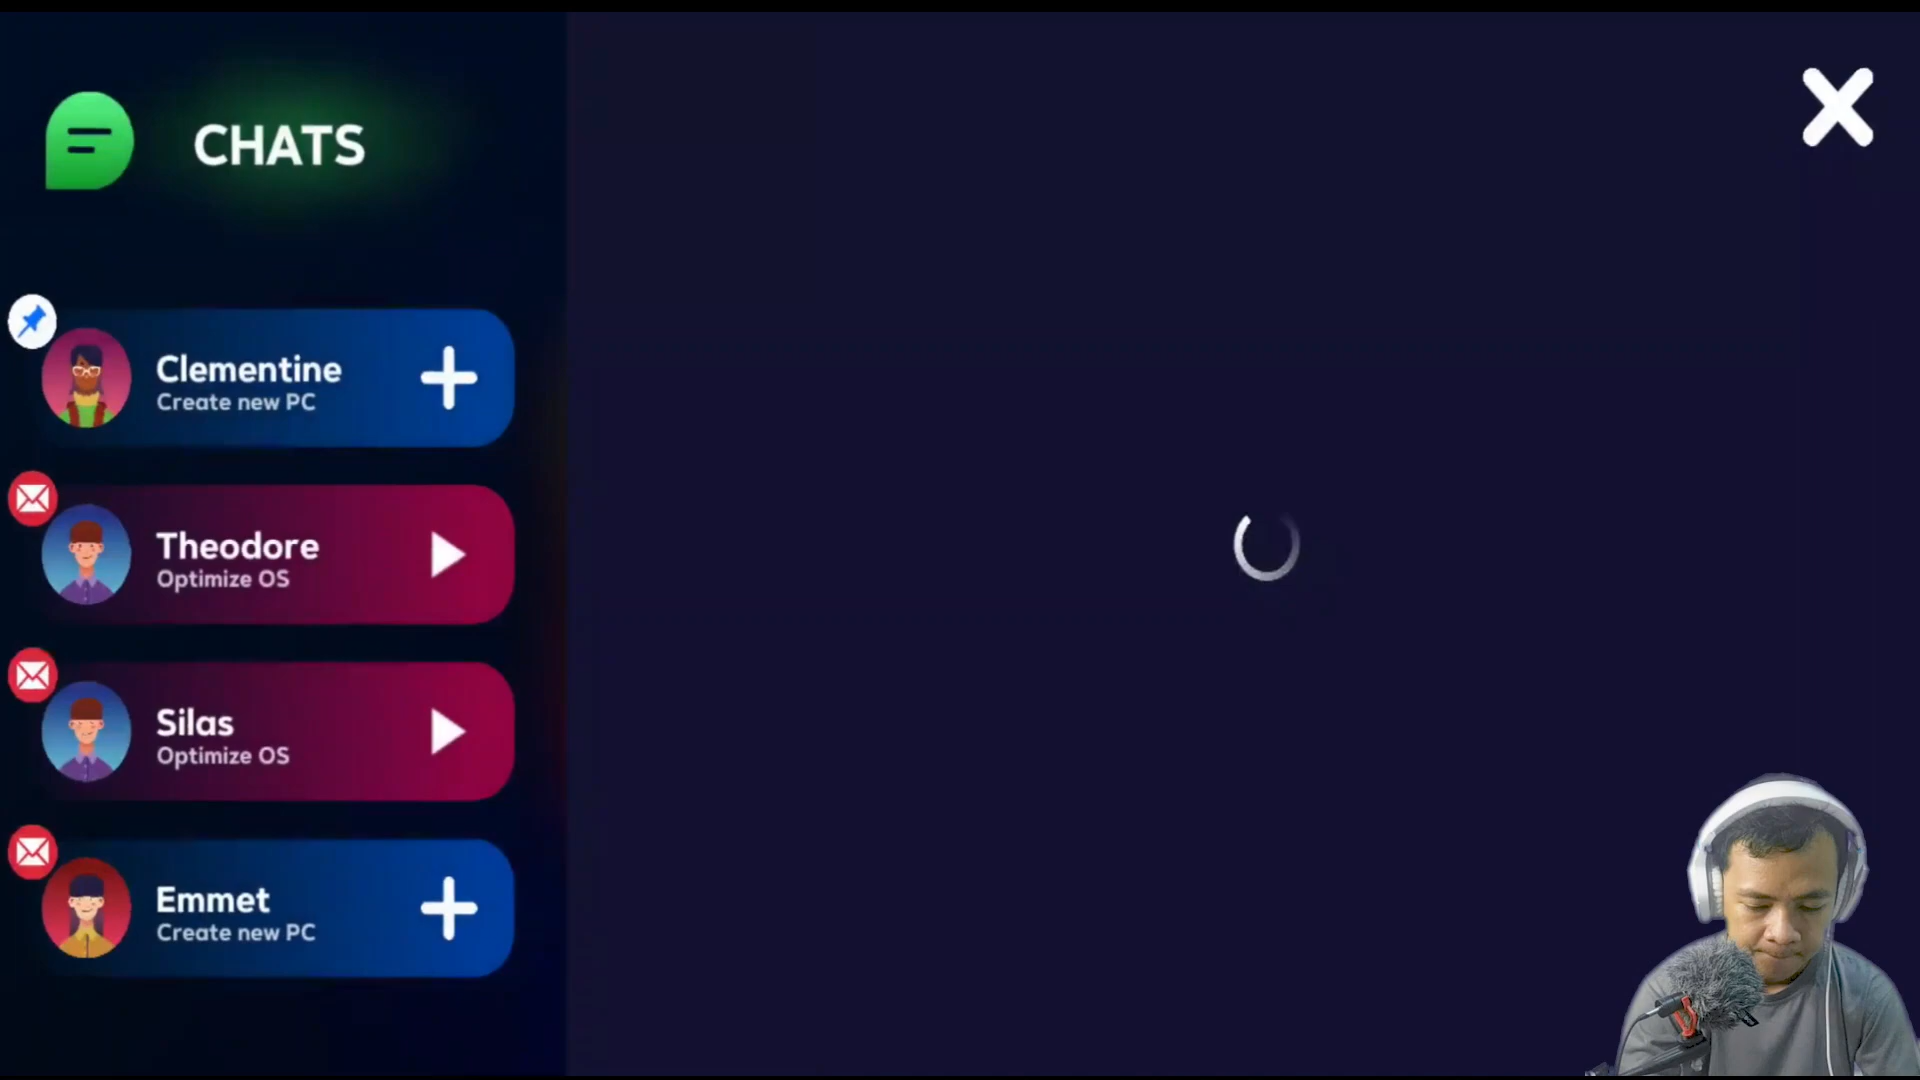 CHATS
Clementine
Create new PC
Theodore
Optimize OS
Silas
Optimize OS
Emmet
Create new PC